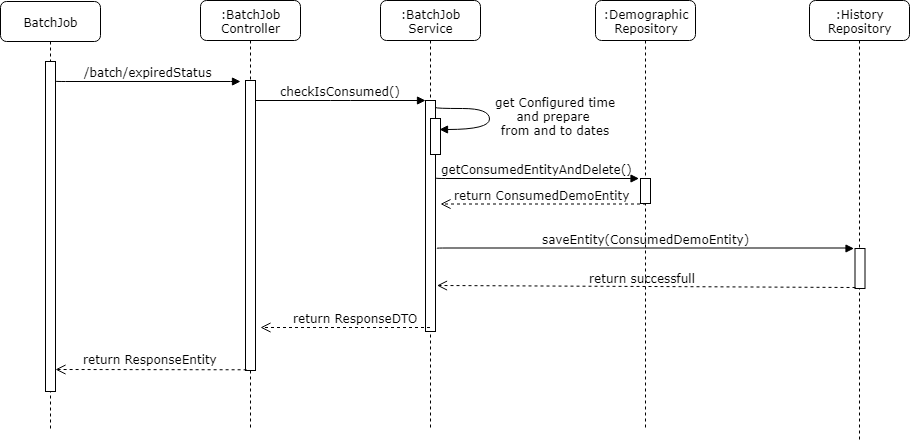 BatchJob
:BatchJob
Controller
:BatchJob
Service
:Demographic
Repository
:History
Repository
/batch/expiredStatus
checkIsConsumed()
get Configured time
and prepare
from and to dates
getConsumedEntityAndDelete()
return ConsumedDemoEntity
saveEntity(ConsumedDemoEntity)
return successfull
return ResponseDTO
return ResponseEntity